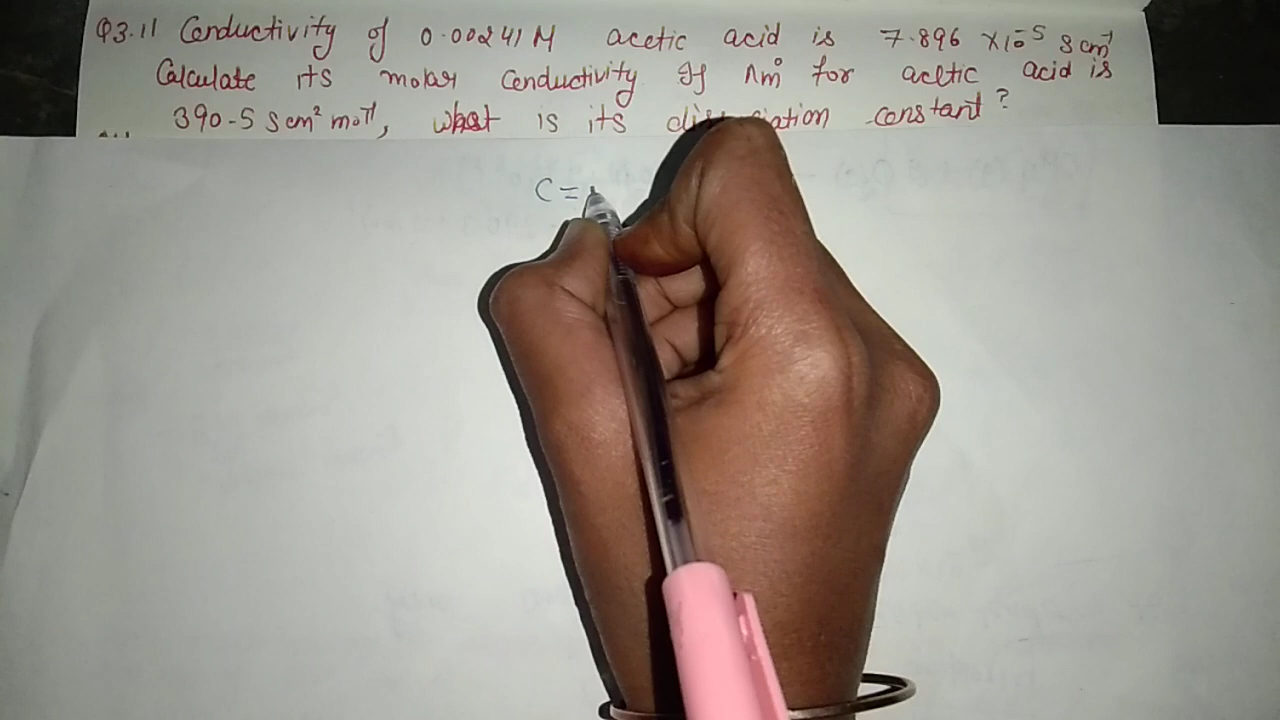 Q3.11 Conductivity of 0.00241 M acetic acid is 7.896 × 10⁻⁵ S cm⁻¹
Calculate its molar Conductivity If Λm° for acetic acid is
390.5 S cm² mol⁻¹, what is its constant?
C =